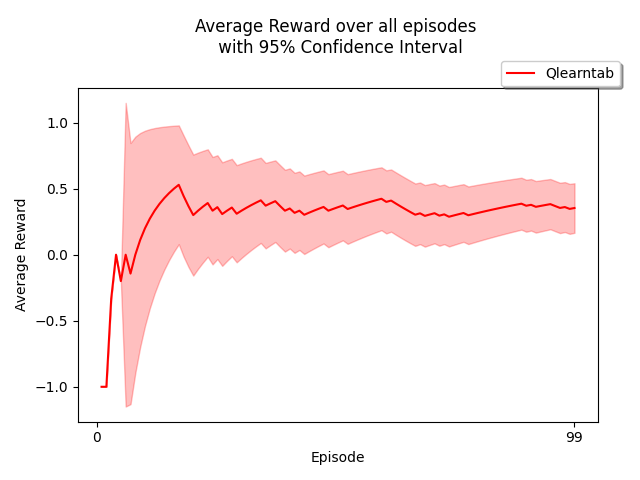 Average Reward over all episodes
with 95% Confidence Interval
Qlearntab
1.0
0.5
0.0
−0.5
−1.0
Average Reward
0
99
Episode